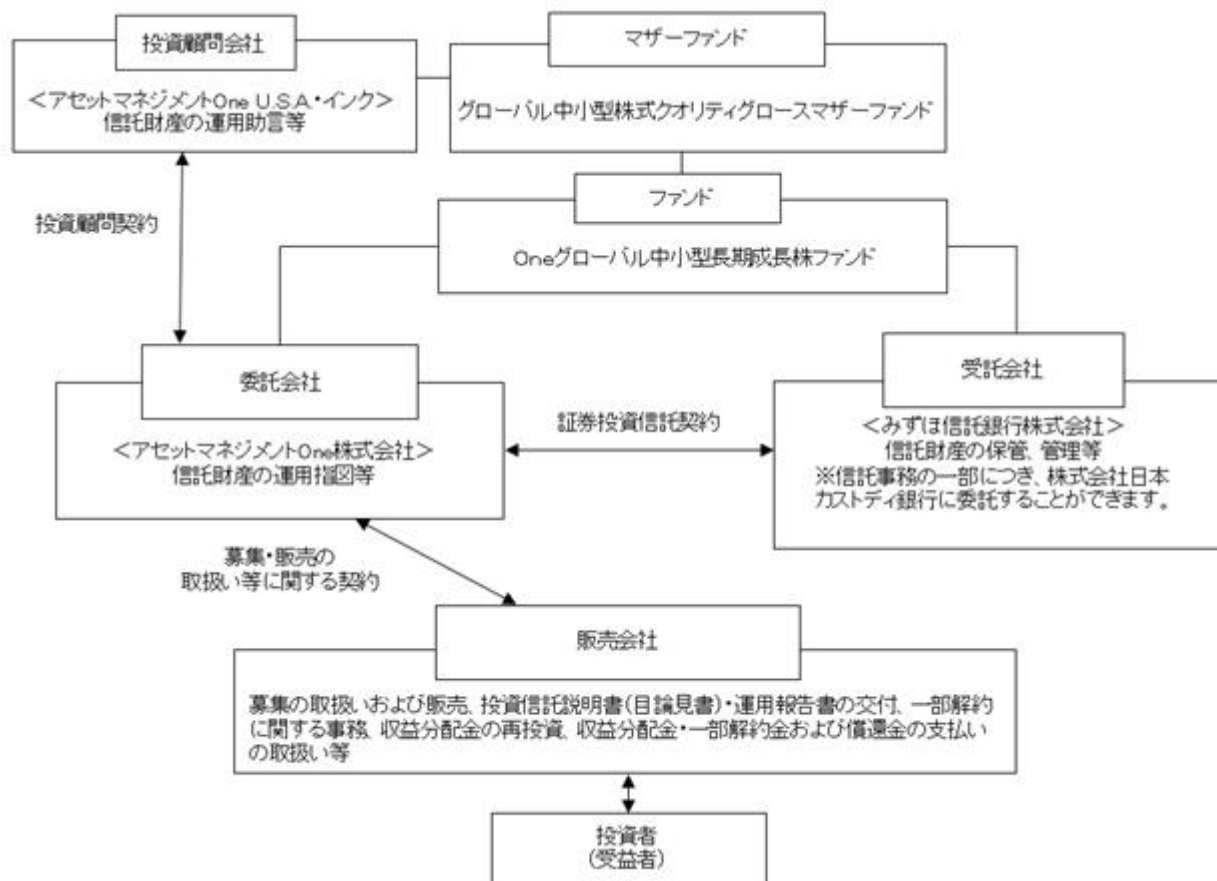 投資顧問会社
<アセットマネジメントOne U.S.A.・インク>
信託財産の運用助言等
マザーファンド
グローバル中小型株式クオリティグロースマザーファンド
ファンド
Oneグローバル中小型長期成長株ファンド
投資顧問契約
委託会社
<アセットマネジメントOne株式会社>
信託財産の運用指図等
証券投資信託契約
受託会社
<みずほ信託銀行株式会社>
信託財産の保管、管理等
※信託事務の一部につき、株式会社日本
カストディ銀行に委託することができます。
募集・販売の
取扱い等に関する契約
販売会社
募集の取扱いおよび販売、投資信託説明書(目論見書)・運用報告書の交付、一部解約
に関する事務、収益分配金の再投資、収益分配金・一部解約金および償還金の支払い
の取扱い等
投資者
(受益者)